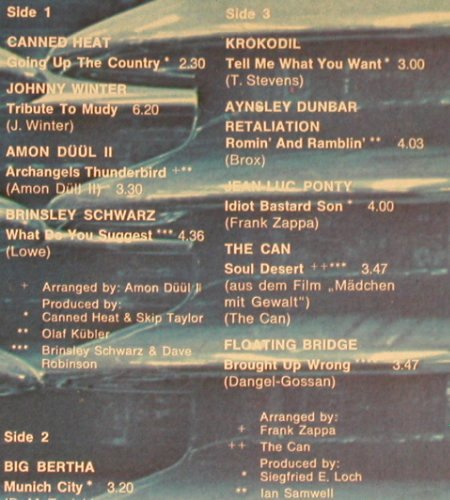 Side 1
CANNED HEAT
Going Up The Country * 2.30
JOHNNY WINTER
Tribute To Mudy 6.20
(J. Winter)
AMON DÜÜL II
Archangels Thunderbird +**
(Amon Düll II) 3.30
BRINSLEY SCHWARZ
What Do You Suggest *** 4.36
(Lowe)
+ Arranged by: Amon Düül II
Produced by:
* Canned Heat & Skip Taylor
** Olaf Kübler
*** Brinsley Schwarz & Dave
Robinson
Side 2
BIG BERTHA
Munich City * 3.20
Side 3
KROKODIL
Tell Me What You Want * 3.00
(T. Stevens)
AYNSLEY DUNBAR
RETALIATION
Romin' And Ramblin' ** 4.03
(Brox)
JEAN-LUC PONTY
Idiot Bastard Son * 4.00
(Frank Zappa)
THE CAN
Soul Desert ++*** 3.47
(aus dem Film „Mädchen
mit Gewalt")
(The Can)
FLOATING BRIDGE
Brought Up Wrong **** 3.47
(Dangel-Gossan)
Arranged by:
+ Frank Zappa
++ The Can
Produced by:
* Siegfried E. Loch
** Ian Samwell